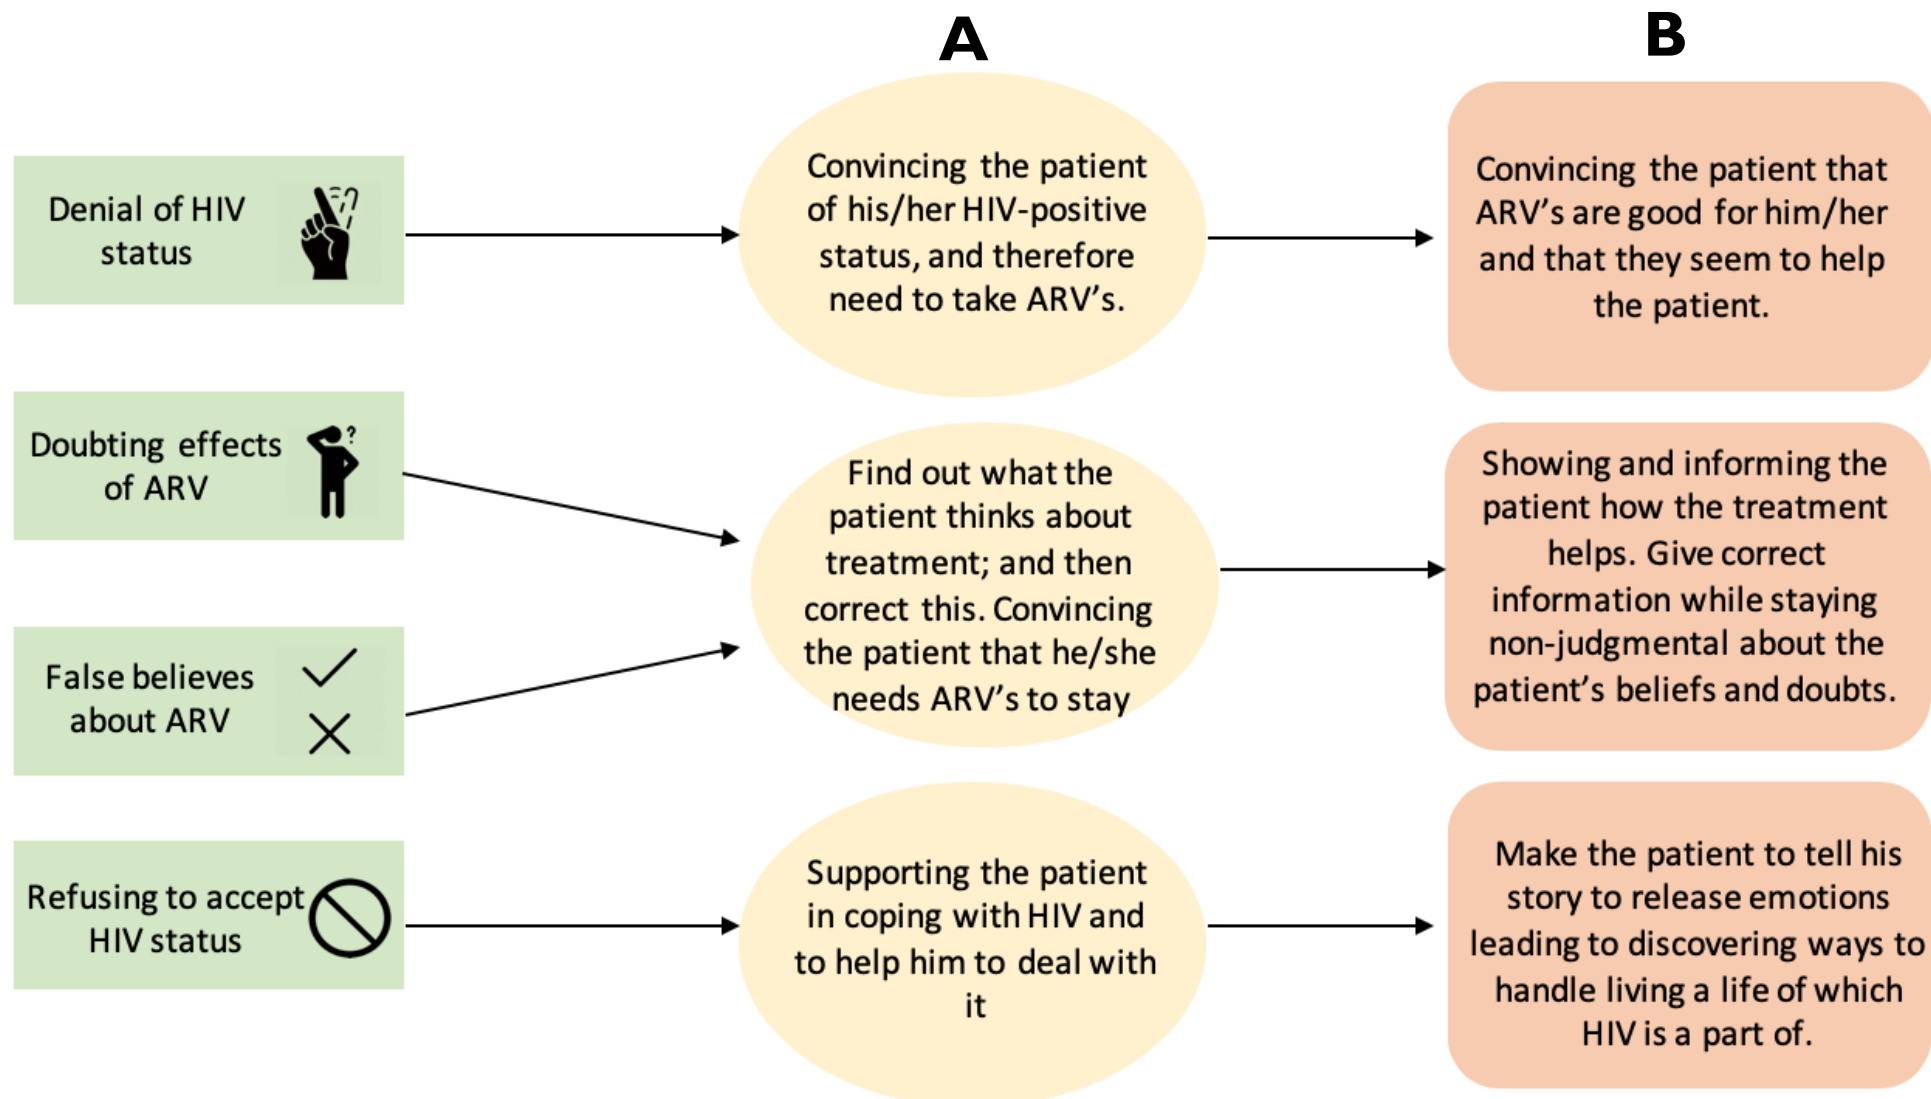 A
B
Denial of HIV
status
Convincing the patient
of his/her HIV-positive
status, and therefore
need to take ARV's.
Convincing the patient that
ARV's are good for him/her
and that they seem to help
the patient.
Doubting effects
of ARV
?
False believes
about ARV
Find out what the
patient thinks about
treatment; and then
correct this. Convincing
the patient that he/she
needs ARV's to stay
Showing and informing the
patient how the treatment
helps. Give correct
information while staying
non-judgmental about the
patient's beliefs and doubts.
Refusing to accept
HIV status
Supporting the patient
in coping with HIV and
to help him to deal with
it
Make the patient to tell his
story to release emotions
leading to discovering ways to
handle living a life of which
HIV is a part of.